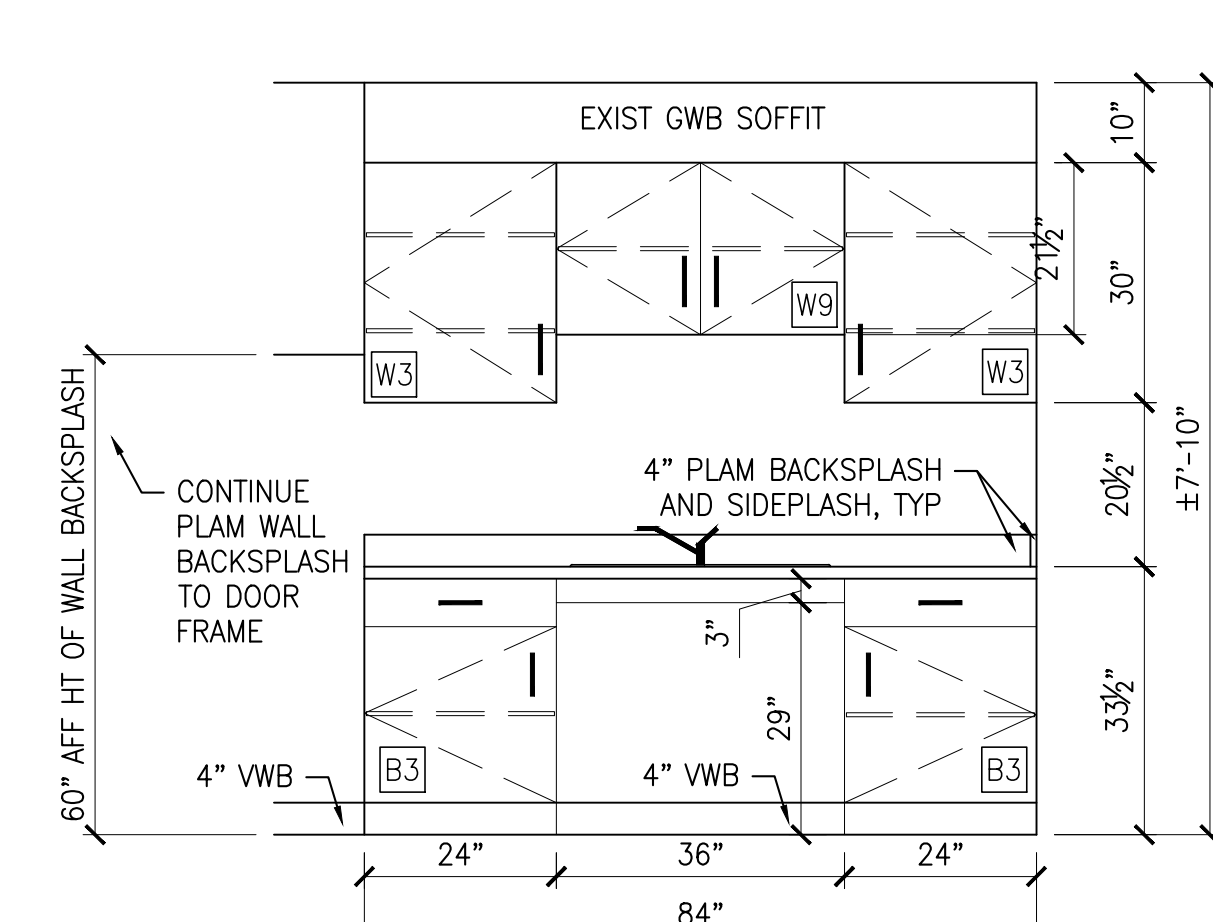 EXIST GWB SOFFIT
10”
21½”
30”
W9
W3
W3
60” AFF HT OF WALL BACKSPLASH
CONTINUE
PLAM WALL
BACKSPLASH
TO DOOR
FRAME
4” PLAM BACKSPLASH
AND SIDEPLASH, TYP
20½”
±7’-10”
3”
29”
33½”
B3
B3
4” VWB
4” VWB
24”
36”
24”
84”